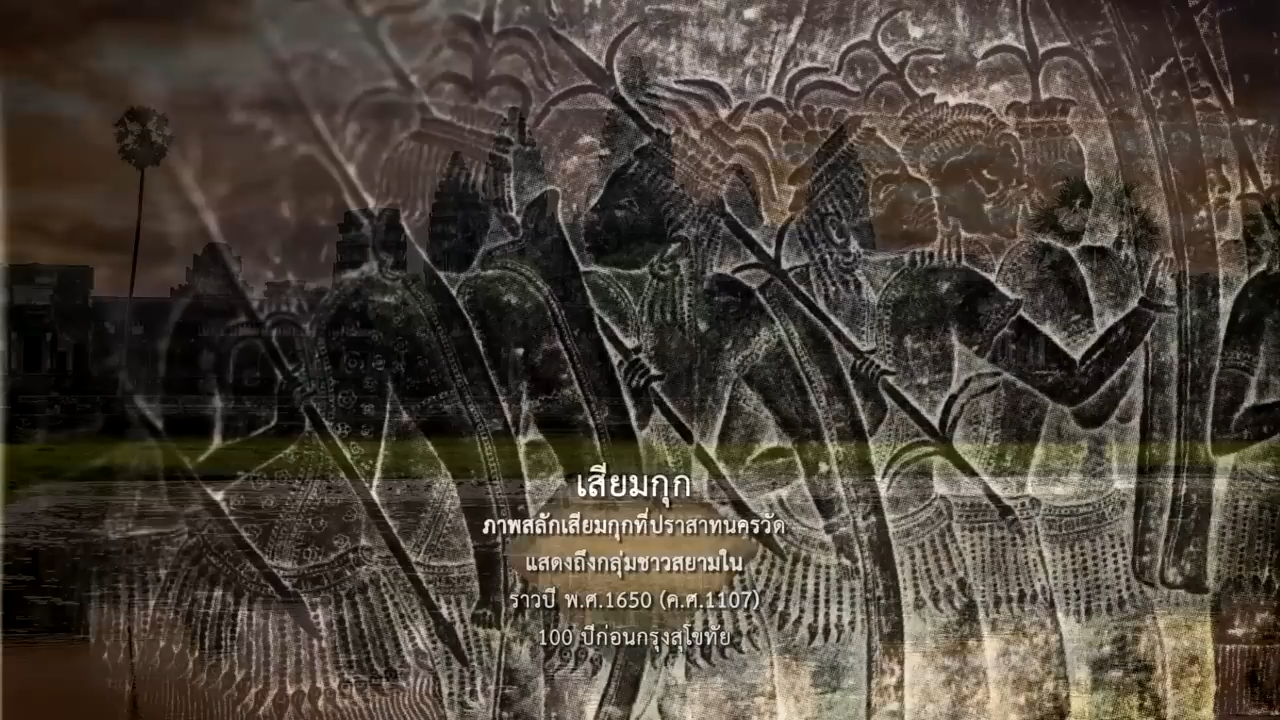 เสียมกุก
ภาพสลักเสียมกุกที่ปราสาทนครวัด
แสดงถึงกลุ่มชาวสยามใน
ราวปี พ.ศ.1650 (ค.ศ.1107)
100 ปีก่อนกรุงสุโขทัย